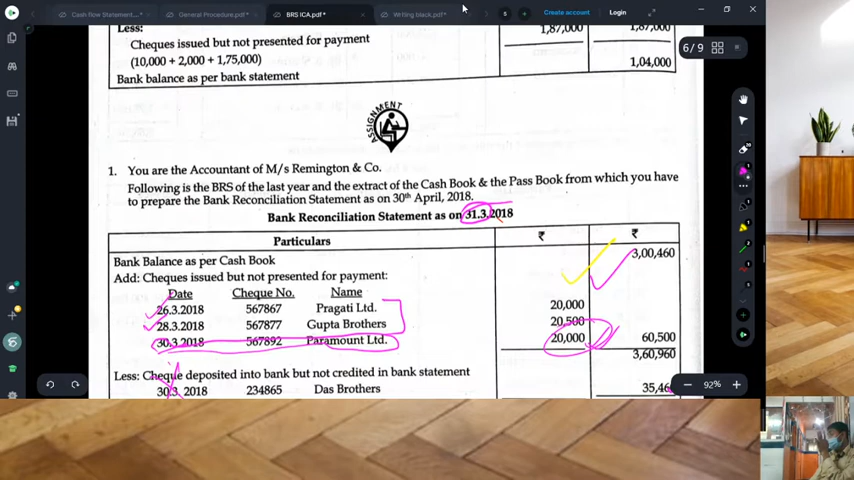 Cash flow Statement....*
General Procedure.pdf*
BRS ICA.pdf*
Writing black.pdf*
5
Create account
Login
Less:
Cheques issued but not presented for payment
(10,000 + 2,000 + 1,75,000)
1,87,000
1,87,000
Bank balance as per bank statement
1,04,000
6/9
ASSIGNMENT
1. You are the Accountant of M/s Remington & Co.
Following is the BRS of the last year and the extract of the Cash Book & the Pass Book from which you have
to prepare the Bank Reconciliation Statement as on 30th April, 2018.
Bank Reconciliation Statement as on 31.3.2018
Particulars ₹ ₹
Bank Balance as per Cash Book 3,00,460
Add: Cheques issued but not presented for payment:
Date Cheque No. Name
26.3.2018 567867 Pragati Ltd. 20,000
28.3.2018 567877 Gupta Brothers 20,500
30.3.2018 567892 Paramount Ltd. 20,000 60,500
3,60,960
Less: Cheque deposited into bank but not credited in bank statement
30.3.2018 234865 Das Brothers 35,46
92%